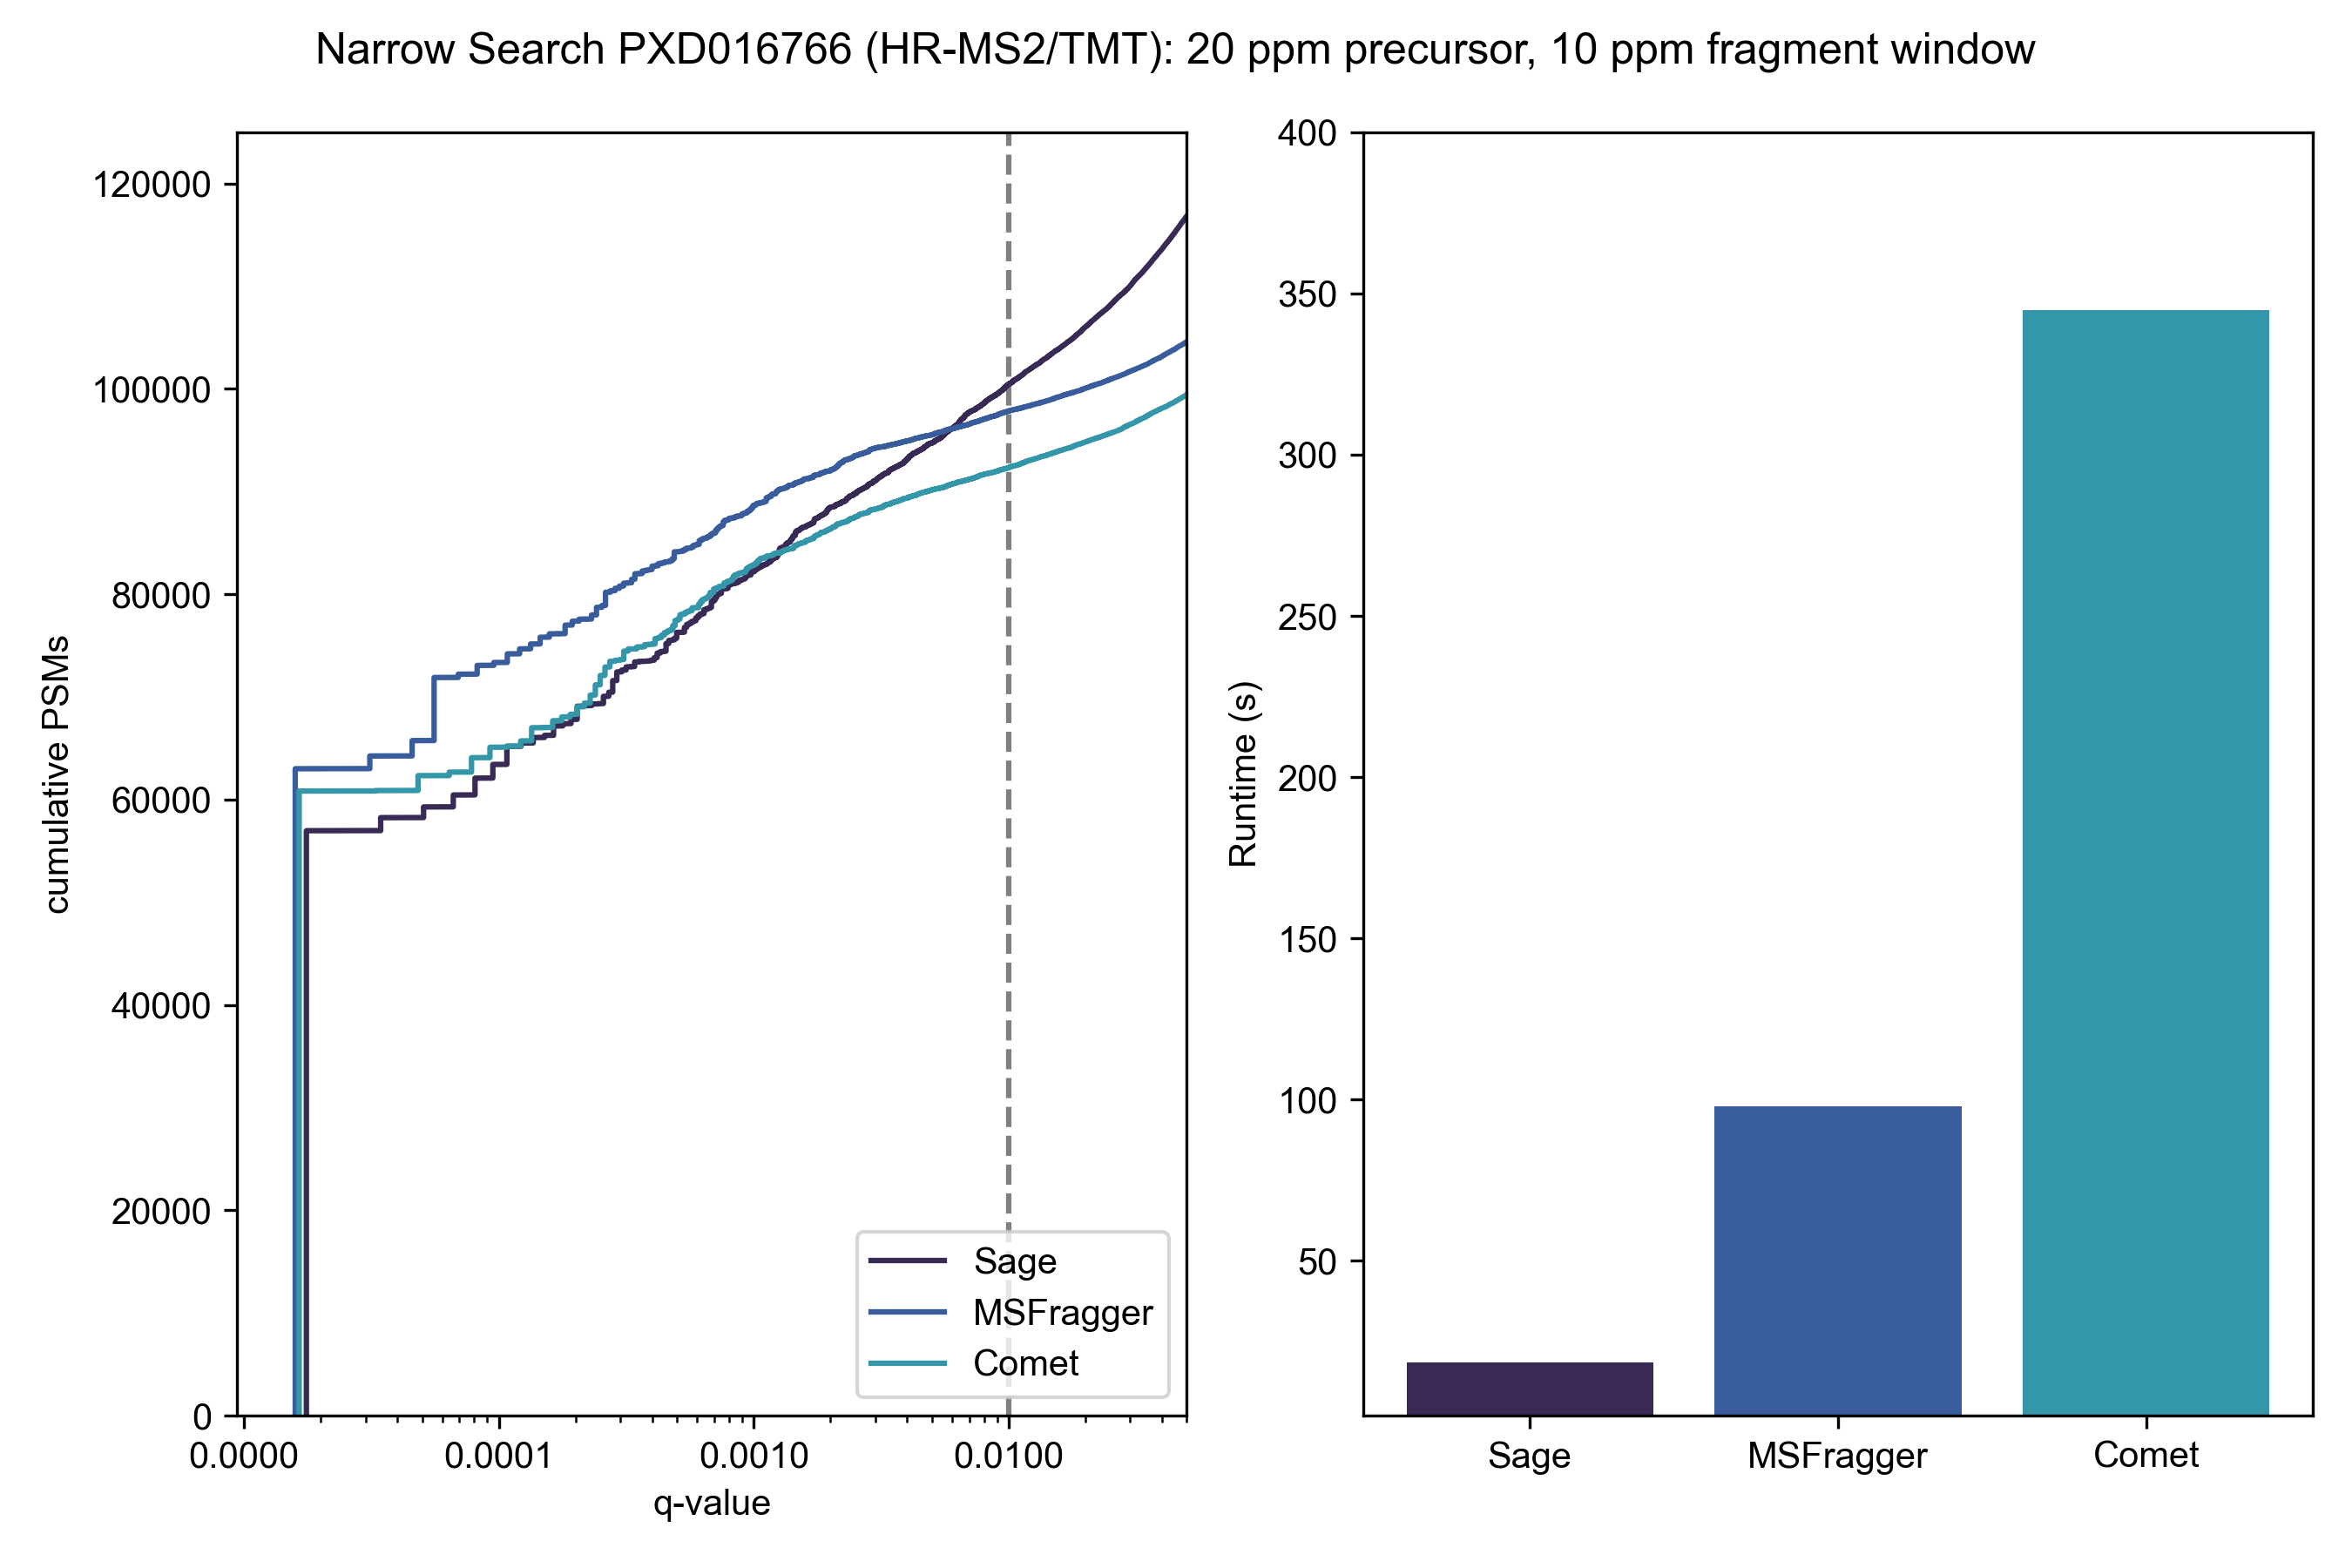 Narrow Search PXD016766 (HR-MS2/TMT): 20 ppm precursor, 10 ppm fragment window
cumulative PSMs
120000
100000
80000
60000
40000
20000
0
0.0000 0.0001 0.0010 0.0100
q-value
Sage
MSFragger
Comet
Runtime (s)
400
350
300
250
200
150
100
50
Sage MSFragger Comet